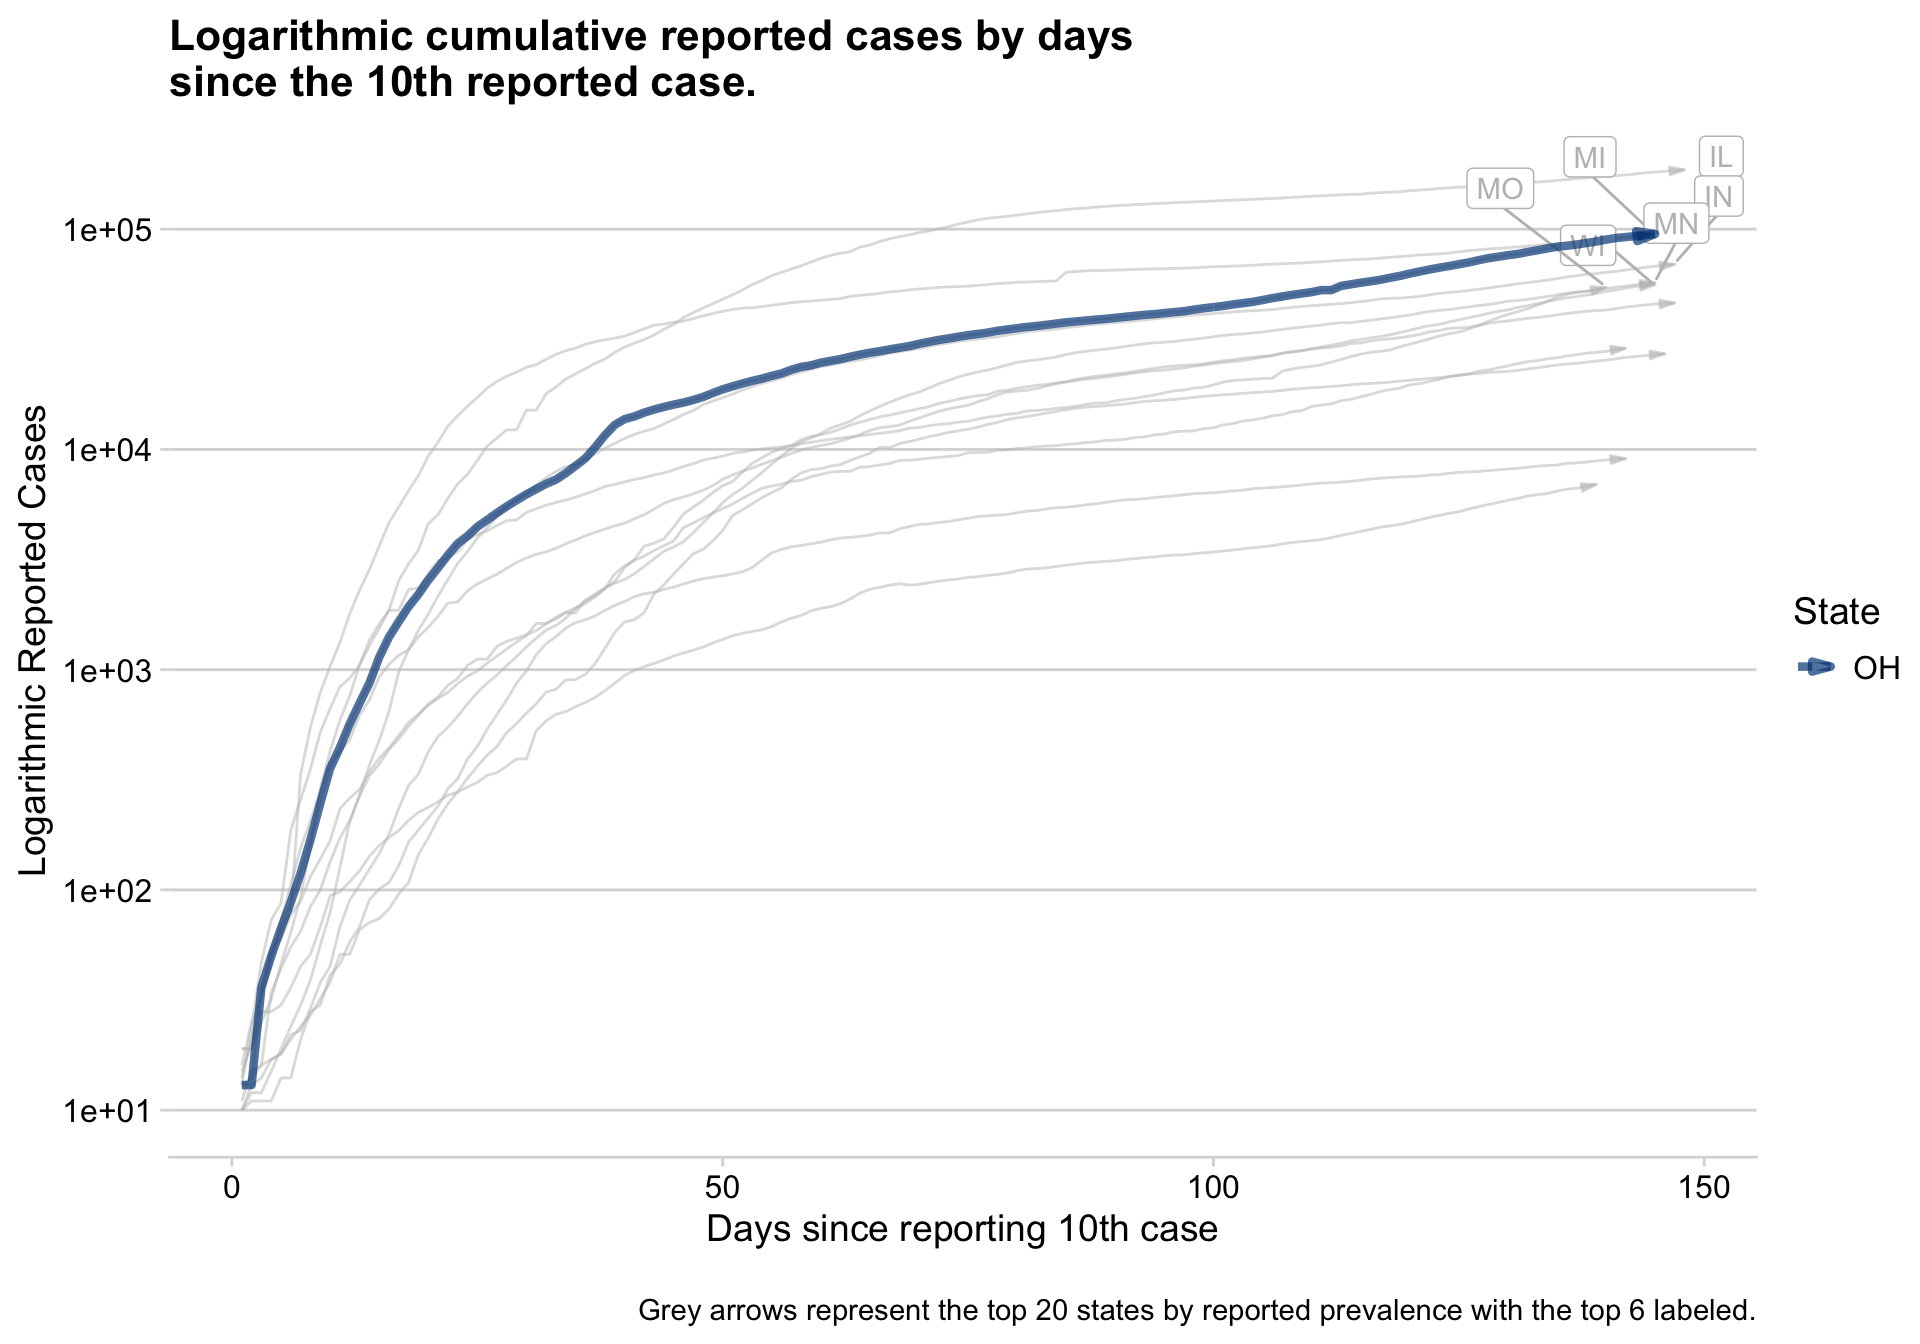 Logarithmic cumulative reported cases by days
since the 10th reported case.
MI
IL
MO
IN
MN
WI
1e+05
1e+04
1e+03
1e+02
1e+01
Logarithmic Reported Cases
0
50
100
150
Days since reporting 10th case
State
OH
Grey arrows represent the top 20 states by reported prevalence with the top 6 labeled.